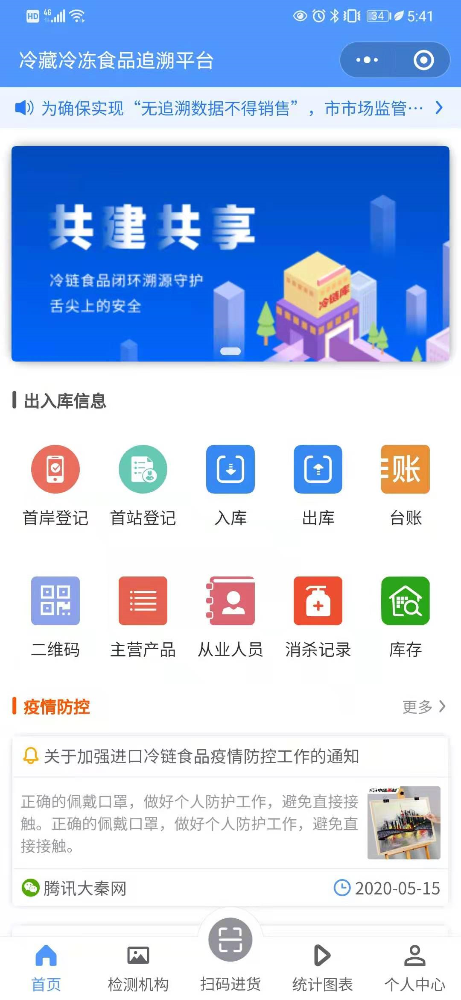 HD 4G 34 5:41
冷藏冷冻食品追溯平台
为确保实现“无追溯数据不得销售”，市市场监管…
共建共享
冷链食品闭环溯源守护
舌尖上的安全
冷链库
出入库信息
账
首岸登记 首站登记 入库 出库 台账
二维码 主营产品 从业人员 消杀记录 库存
疫情防控 更多
关于加强进口冷链食品疫情防控工作的通知
正确的佩戴口罩，做好个人防护工作，避免直接接
触。正确的佩戴口罩，做好个人防护工作，避免直
接接触。
中盛画材
腾讯大秦网 2020-05-15
首页 检测机构 扫码进货 统计图表 个人中心